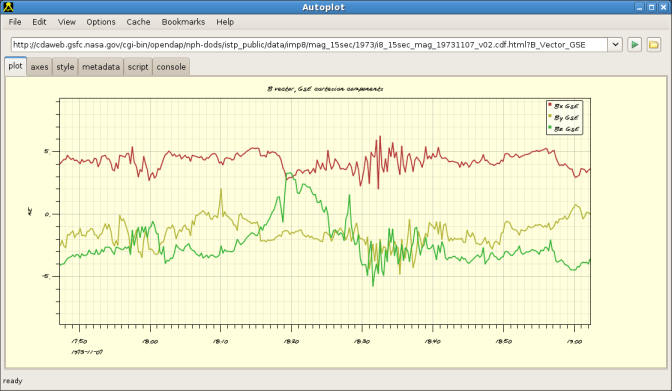 Autoplot
File Edit View Options Cache Bookmarks Help
http://cdaweb.gsfc.nasa.gov/cgi-bin/opendap/nph-dods/istp_public/data/imp8/mag_15sec/1973/i8_15sec_mag_19731107_v02.cdf.html?B_Vector_GSE
plot axes style metadata script console
B vector, GSE cartesian components
Bx GSE
By GSE
Bz GSE
5
0
-5
17:50 18:00 18:10 18:20 18:30 18:40 18:50 19:00
1973-11-07
ready